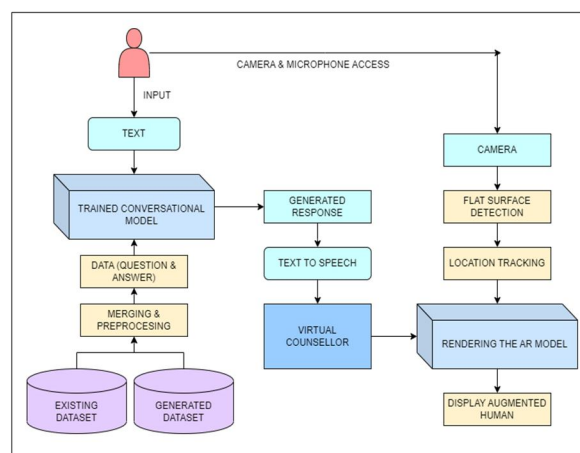 CAMERA & MICROPHONE ACCESS
INPUT
TEXT
CAMERA
TRAINED CONVERSATIONAL
MODEL
GENERATED
RESPONSE
FLAT SURFACE
DETECTION
DATA (QUESTION &
ANSWER)
TEXT TO SPEECH
LOCATION TRACKING
MERGING &
PREPROCESING
VIRTUAL
COUNSELLOR
RENDERING THE AR MODEL
EXISTING
DATASET
GENERATED
DATASET
DISPLAY AUGMENTED
HUMAN